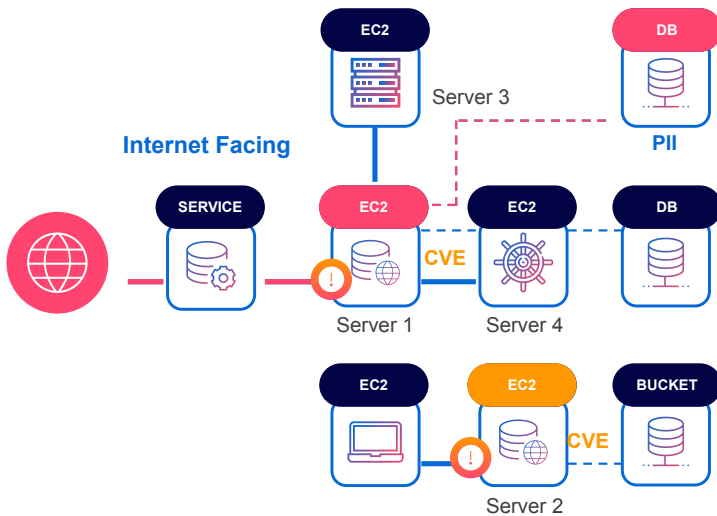 EC2
DB
Server 3
Internet Facing
PII
SERVICE
EC2
EC2
DB
CVE
!
Server 1
Server 4
EC2
EC2
BUCKET
CVE
!
Server 2